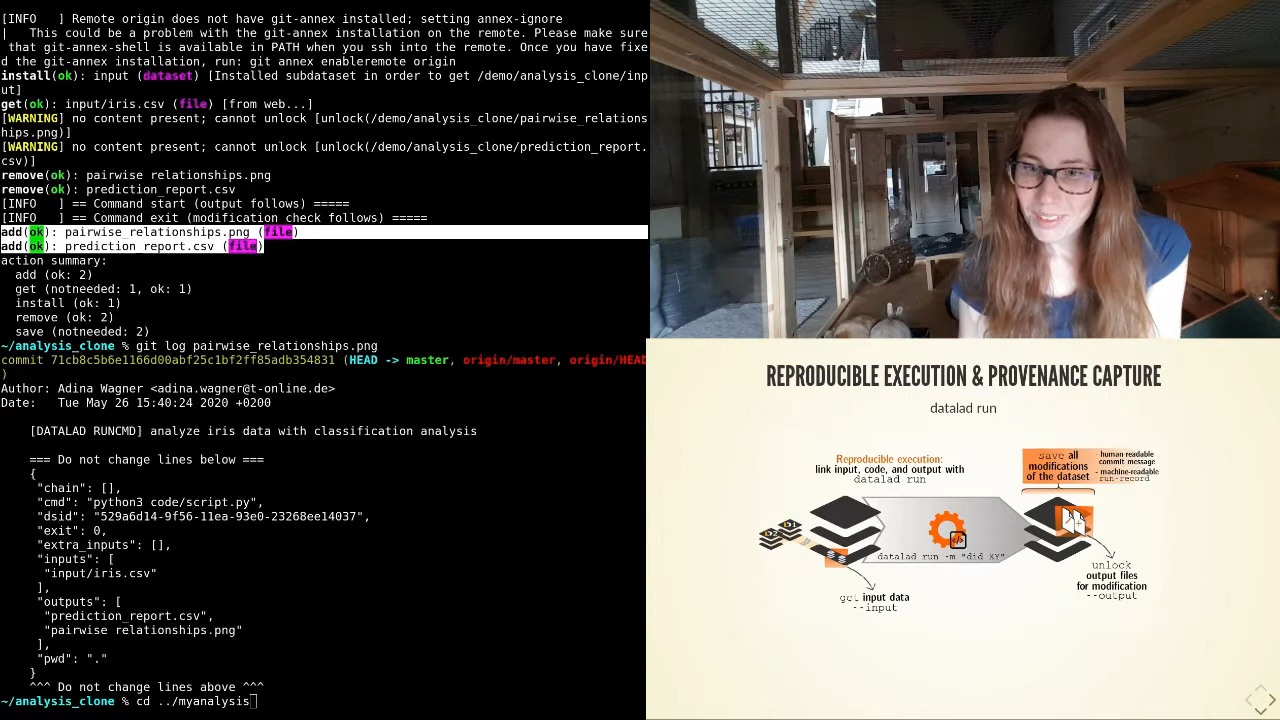 [INFO   ] Remote origin does not have git-annex installed; setting annex-ignore
|   This could be a problem with the git-annex installation on the remote. Please make sure
 that git-annex-shell is available in PATH when you ssh into the remote. Once you have fixe
d the git-annex installation, run: git annex enableremote origin
install(ok): input (dataset) [Installed subdataset in order to get /demo/analysis_clone/inp
ut]
get(ok): input/iris.csv (file) [from web...]
[WARNING] no content present; cannot unlock [unlock(/demo/analysis_clone/pairwise_relations
hips.png)]
[WARNING] no content present; cannot unlock [unlock(/demo/analysis_clone/prediction_report.
csv)]
remove(ok): pairwise_relationships.png
remove(ok): prediction_report.csv
[INFO   ] == Command start (output follows) =====
[INFO   ] == Command exit (modification check follows) =====
add(ok): pairwise_relationships.png (file)
add(ok): prediction_report.csv (file)
action summary:
  add (ok: 2)
  get (notneeded: 1, ok: 1)
  install (ok: 1)
  remove (ok: 2)
  save (notneeded: 2)
~/analysis_clone % git log pairwise_relationships.png
commit 71cb8c5b6e1166d00abf25c1bf2ff85adb354831 (HEAD -> master, origin/master, origin/HEAD
)
Author: Adina Wagner <adina.wagner@t-online.de>
Date:   Tue May 26 15:40:24 2020 +0200
    [DATALAD RUNCMD] analyze iris data with classification analysis
    === Do not change lines below ===
    {
     "chain": [],
     "cmd": "python3 code/script.py",
     "dsid": "529a6d14-9f56-11ea-93e0-23268ee14037",
     "exit": 0,
     "extra_inputs": [],
     "inputs": [
      "input/iris.csv"
     ],
     "outputs": [
      "prediction_report.csv",
      "pairwise_relationships.png"
     ],
     "pwd": "."
    }
    ^^^ Do not change lines above ^^^
~/analysis_clone % cd ../myanalysis
REPRODUCIBLE EXECUTION & PROVENANCE CAPTURE
datalad run
Reproducible execution:
link input, code, and output with
datalad run
save all
modifications
of the dataset
- human readable
commit message
- machine-readable
run-record
D1
D2
</>
datalad run -m "did XY"
get input data
--input
unlock
output files
for modification
--output